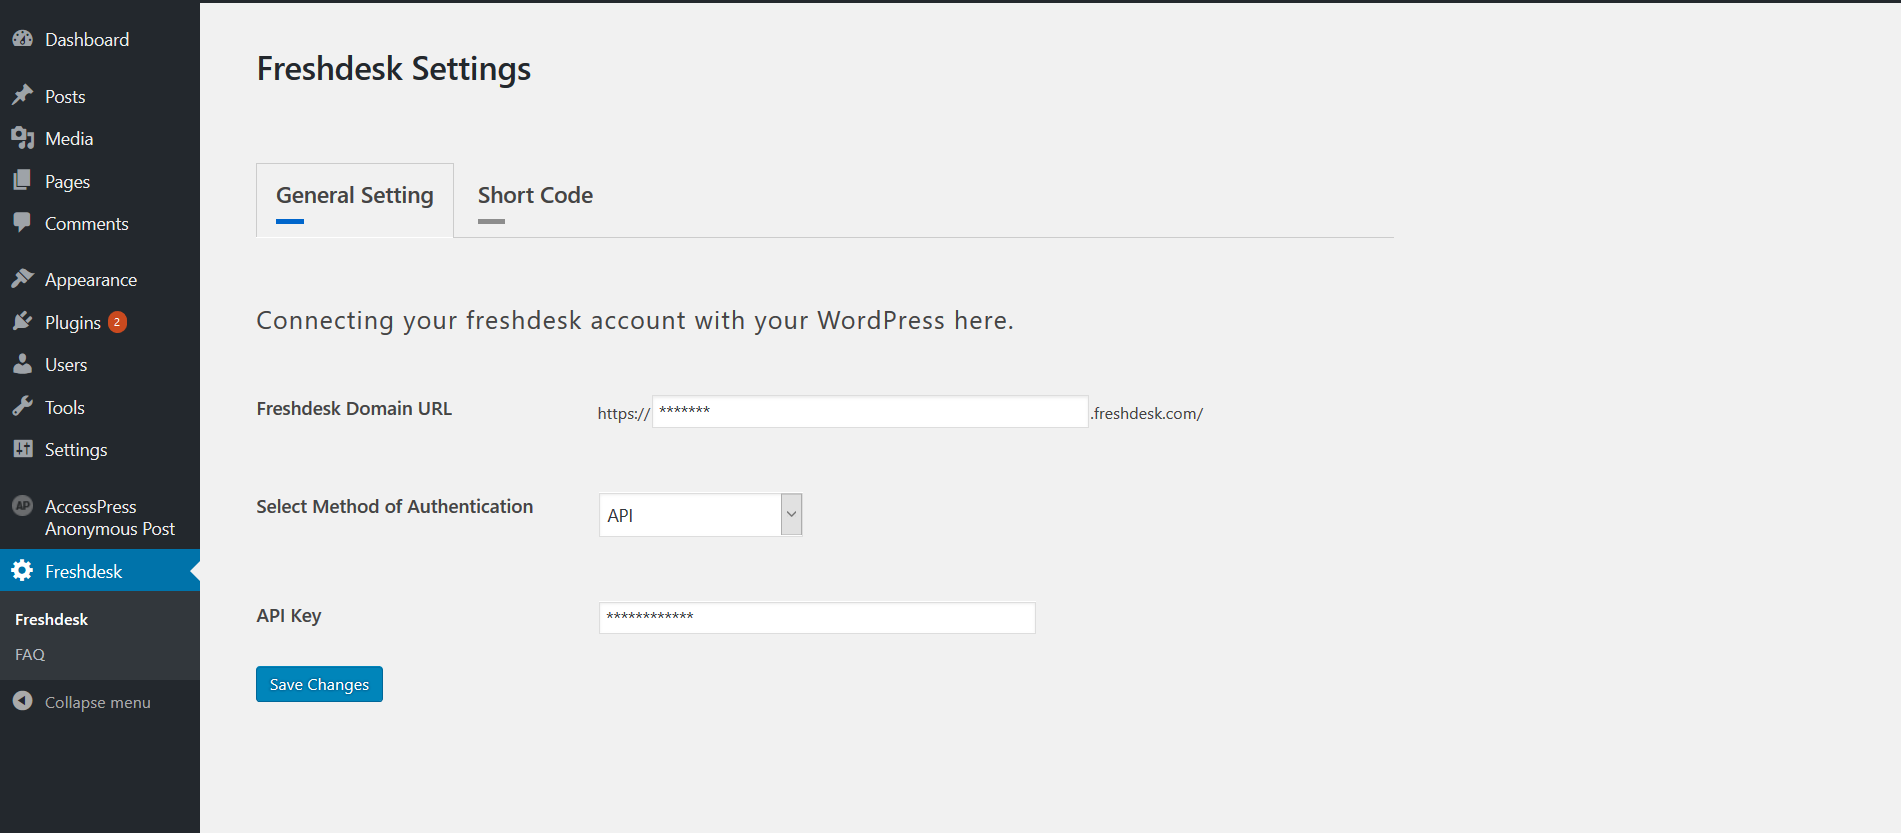 Dashboard
Posts
Media
Pages
Comments
Appearance
Plugins 2
Users
Tools
Settings
AP AccessPress
Anonymous Post
Freshdesk
Freshdesk
FAQ
Collapse menu
Freshdesk Settings
General Setting Short Code
Connecting your freshdesk account with your WordPress here.
Freshdesk Domain URL https:// ******* .freshdesk.com/
Select Method of Authentication API
API Key ************
Save Changes